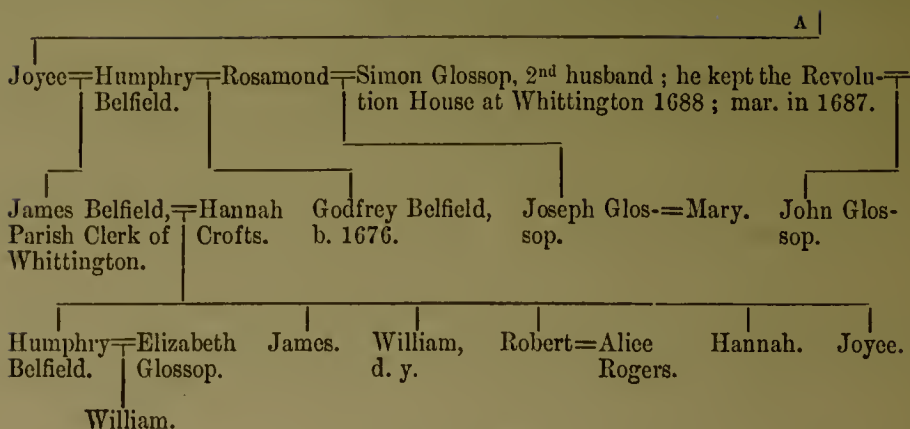 A
Joyce=Humphry=Rosamond=Simon Glossop, 2nd husband ; he kept the Revolu-=
Belfield. tion House at Whittington 1688 ; mar. in 1687.
James Belfield,=Hannah Godfrey Belfield, Joseph Glos-=Mary. John Glos-
Parish Clerk of Crofts. b. 1676. sop. sop.
Whittington.
Humphry=Elizabeth James. William, Robert=Alice Hannah. Joyce.
Belfield. Glossop. d. y. Rogers.
William.